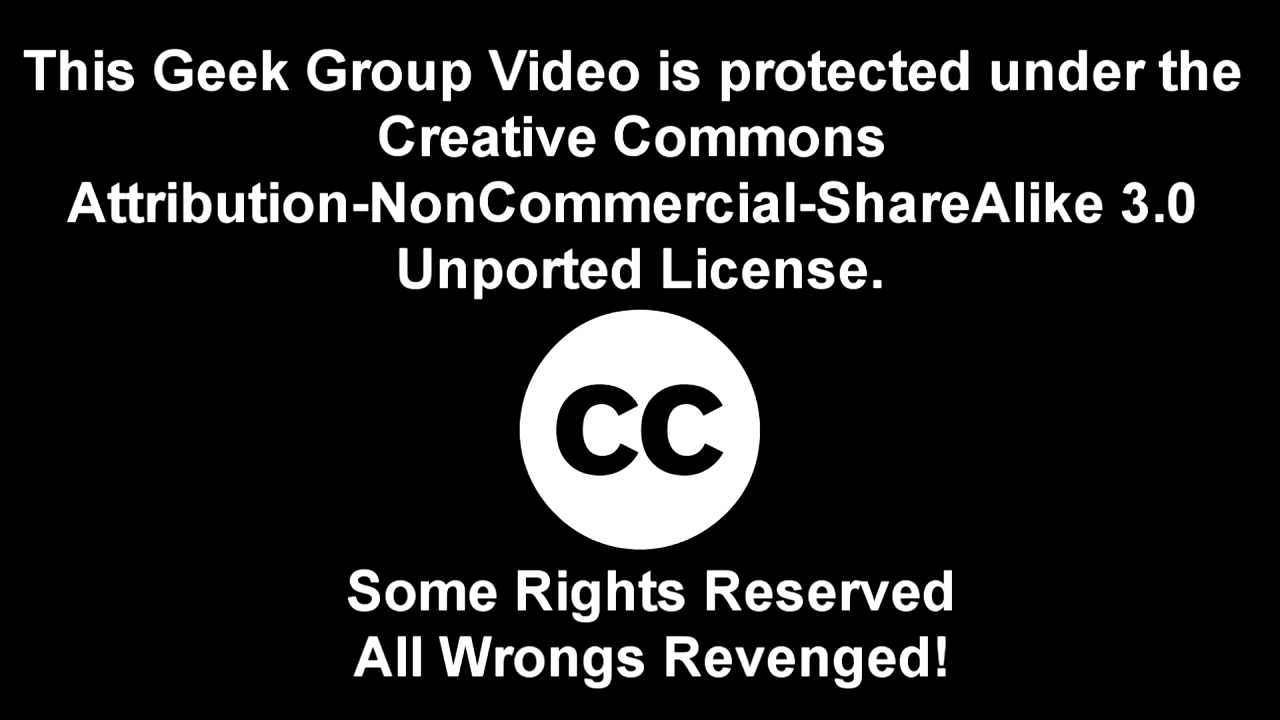 This Geek Group Video is protected under the
Creative Commons
Attribution-NonCommercial-ShareAlike 3.0
Unported License.
cc
Some Rights Reserved
All Wrongs Revenged!